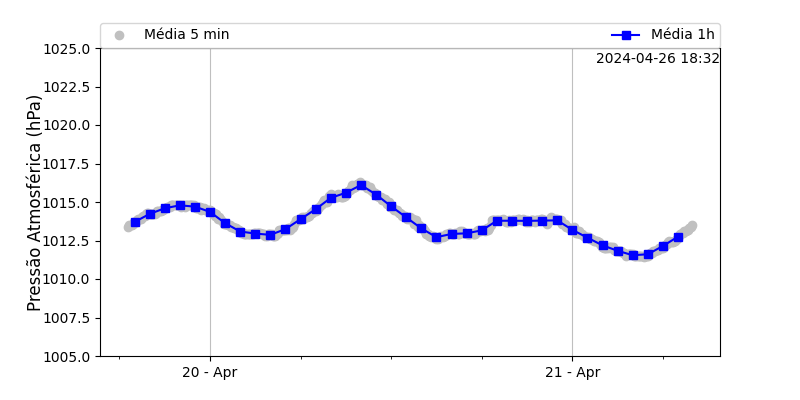 Média 5 min
Média 1h
2024-04-26 18:32
Pressão Atmosférica (hPa)
1025.0
1022.5
1020.0
1017.5
1015.0
1012.5
1010.0
1007.5
1005.0
20 - Apr
21 - Apr